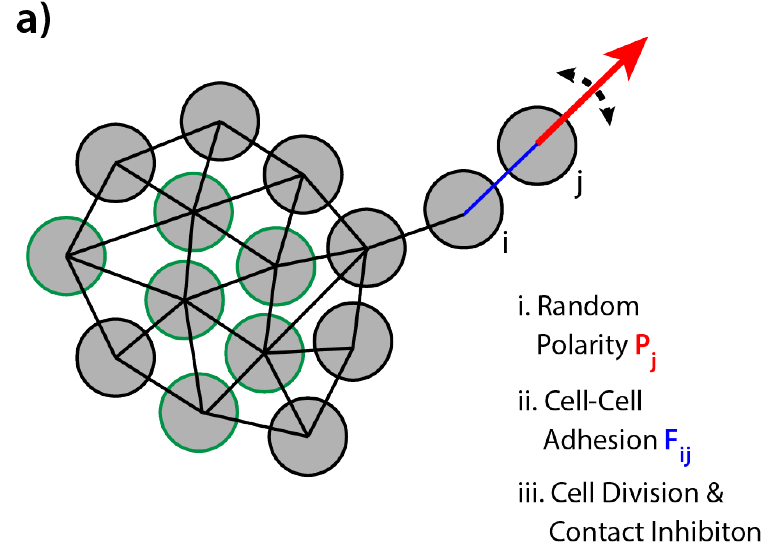 a)
j
i
i. Random
Polarity Pj
ii. Cell-Cell
Adhesion Fij
iii. Cell Division &
Contact Inhibiton